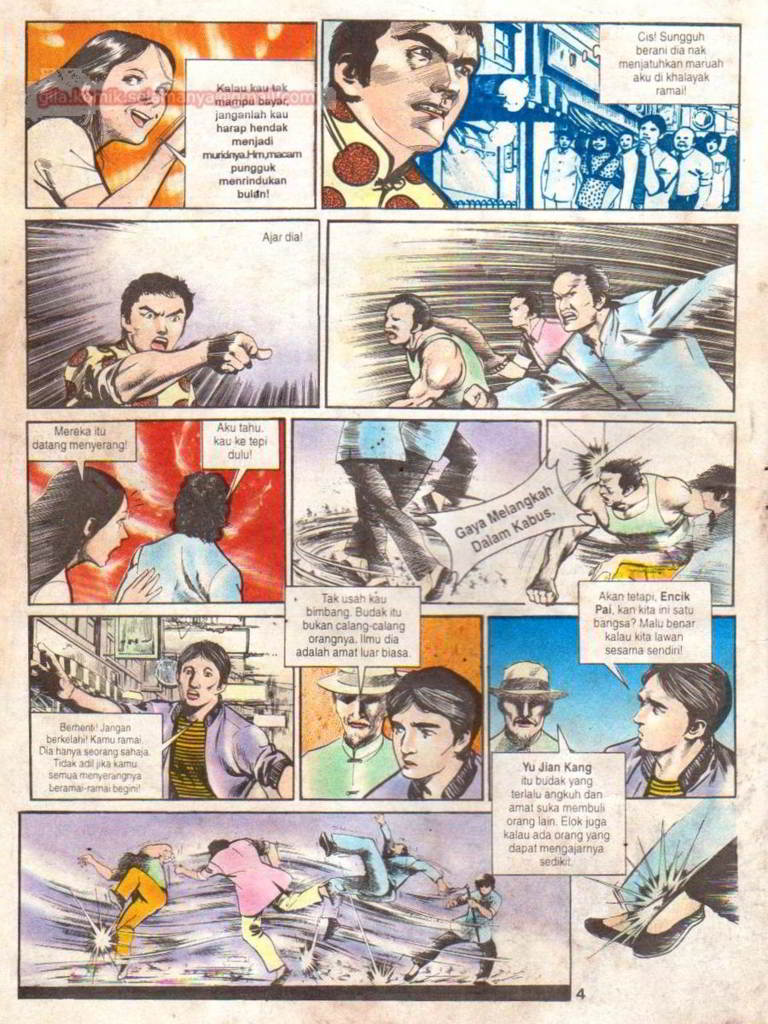 gila.komik.selamanya
Kalau kau tak
mampu bayar,
janganlah kau
harap hendak
menjadi
muridnya.Hm,macam
pungguk
menrindukan
bulan!
Cis! Sungguh
berani dia nak
menjatuhkan maruah
aku di khalayak
ramai!
Ajar dia!
Mereka itu
datang menyerang!
Aku tahu.
kau ke tepi
dulu!
Gaya Melangkah
Dalam Kabus.
Berhenti! Jangan
berkelahi! Kamu ramai.
Dia hanya seorang sahaja.
Tidak adil jika kamu
semua menyerangnya
beramai-ramai begini!
Tak usah kau
bimbang. Budak itu
bukan calang-calang
orangnya. Ilmu dia
adalah amat luar biasa.
Akan tetapi, Encik
Pai, kan kita ini satu
bangsa? Malu benar
kalau kita lawan
sesama sendiri!
Yu Jian Kang
itu budak yang
terlalu angkuh dan
amat suka membuli
orang lain. Elok juga
kalau ada orang yang
dapat mengajarnya
sedikit.
4